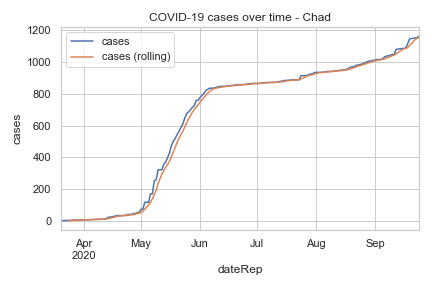 COVID-19 cases over time - Chad
cases
cases (rolling)
1200
1000
800
600
400
200
0
cases
Apr
2020
May
Jun
Jul
Aug
Sep
dateRep